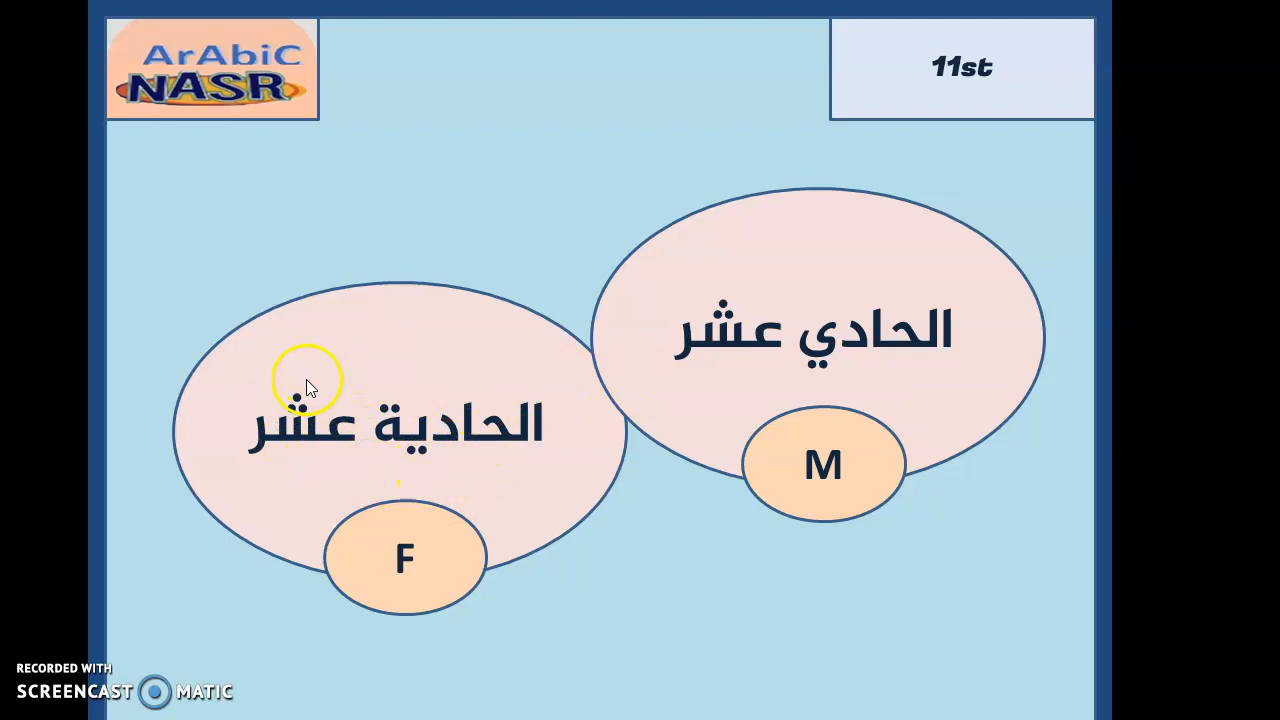 ArAbiC
NASR
11st
الحادي عشر
M
الحادية عشر
F
RECORDED WITH
SCREENCAST MATIC